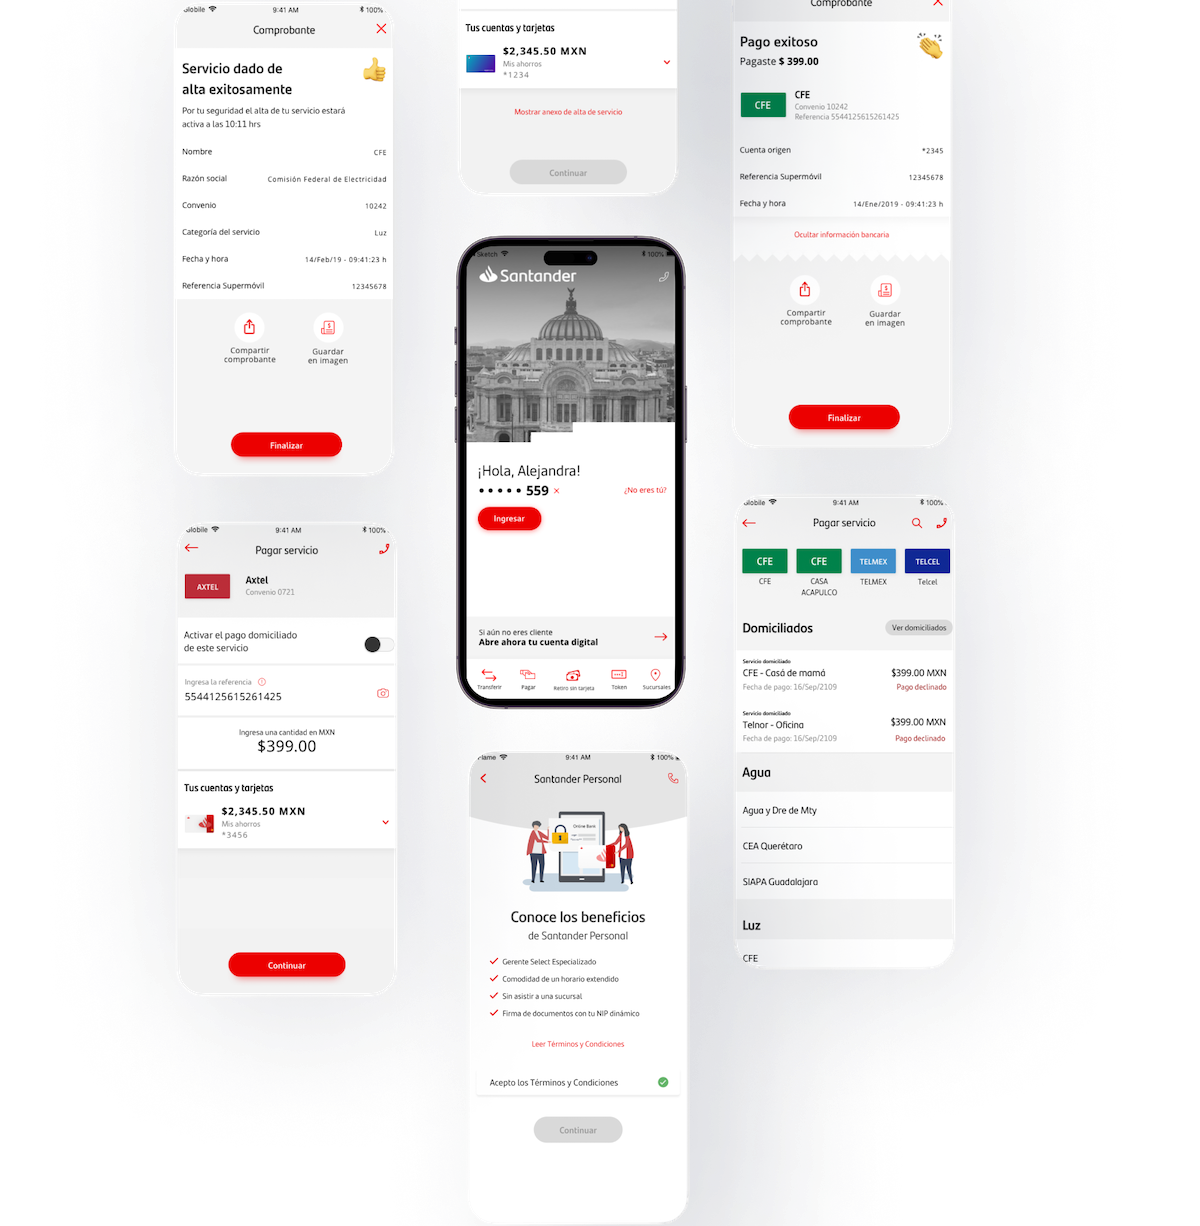 9:41 AM
100%
Comprobante
Servicio dado de
alta exitosamente
Por tu seguridad el alta de tu servicio estará
activa a las 10:11 hrs
Nombre CFE
Razón social Comisión Federal de Electricidad
Convenio 10242
Categoría del servicio Luz
Fecha y hora 14/Feb/19 - 09:41:23 h
Referencia Supermóvil 12345678
Compartir
comprobante
Guardar
en imagen
Finalizar
9:41 AM
100%
Pagar servicio
AXTEL
Axtel
Convenio 0721
Activar el pago domiciliado
de este servicio
Ingresa la referencia
5544125615261425
Ingresa una cantidad en MXN
$399.00
Tus cuentas y tarjetas
$2,345.50 MXN
Mis ahorros
*3456
Continuar
Tus cuentas y tarjetas
$2,345.50 MXN
Mis ahorros
*1234
Mostrar anexo de alta de servicio
Continuar
Sketch
100%
Santander
¡Hola, Alejandra!
••••• 559
¿No eres tú?
Ingresar
Si aún no eres cliente
Abre ahora tu cuenta digital
Transferir
Pagar
Retiro sin tarjeta
Token
Sucursales
9:41 AM
100%
Santander Personal
Online Bank
Conoce los beneficios
de Santander Personal
Gerente Select Especializado
Comodidad de un horario extendido
Sin asistir a una sucursal
Firma de documentos con tu NIP dinámico
Leer Términos y Condiciones
Acepto los Términos y Condiciones
Continuar
Comprobante
Pago exitoso
Pagaste $ 399.00
CFE
CFE
Convenio 10242
Referencia 5544125615261425
Cuenta origen *2345
Referencia Supermóvil 12345678
Fecha y hora 14/Ene/2019 - 09:41:23 h
Ocultar información bancaria
Compartir
comprobante
Guardar
en imagen
Finalizar
9:41 AM
100%
Pagar servicio
CFE
CFE
TELMEX
TELCEL
CFE
CASA
ACAPULCO
TELMEX
Telcel
Domiciliados
Ver domiciliados
Servicio domiciliado
CFE - Casá de mamá $399.00 MXN
Fecha de pago: 16/Sep/2109 Pago declinado
Servicio domiciliado
Telnor - Oficina $399.00 MXN
Fecha de pago: 16/Sep/2109 Pago declinado
Agua
Agua y Dre de Mty
CEA Querétaro
SIAPA Guadalajara
Luz
CFE